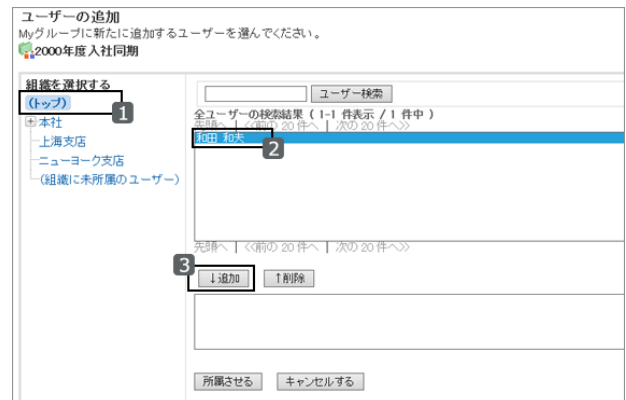 ユーザーの追加
Myグループに新たに追加するユーザーを選んでください。
2000年度入社同期
組織を選択する
(トップ)
1
本社
上海支店
ニューヨーク支店
(組織に未所属のユーザー)
ユーザー検索
全ユーザーの検索結果 ( 1-1 件表示 / 1 件中 )
先頭へ | <<前の 20 件へ | 次の 20 件へ>>
和田 和夫
2
先頭へ | <<前の 20 件へ | 次の 20 件へ>>
3
↓追加 ↑削除
所属させる キャンセルする